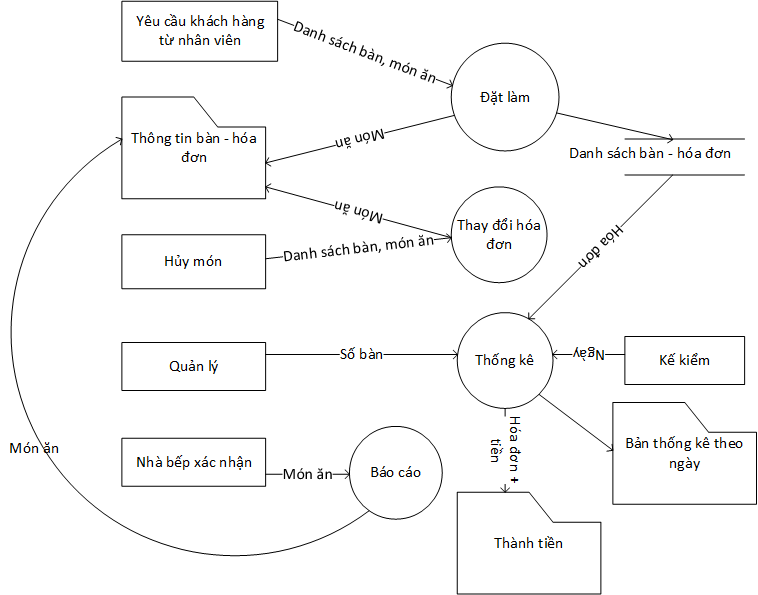 Yêu cầu khách hàng
từ nhân viên
Danh sách bàn, món ăn
Đặt làm
Thông tin bàn - hóa
đơn
Món ăn
Danh sách bàn - hóa đơn
Món ăn
Thay đổi hóa
đơn
Hủy món
Danh sách bàn, món ăn
Hóa đơn
Quản lý
Số bàn
Thống kê
Ngày
Kế kiểm
Món ăn
Nhà bếp xác nhận
Món ăn
Báo cáo
Hóa đơn +
tiền
Bản thống kê theo
ngày
Thành tiền